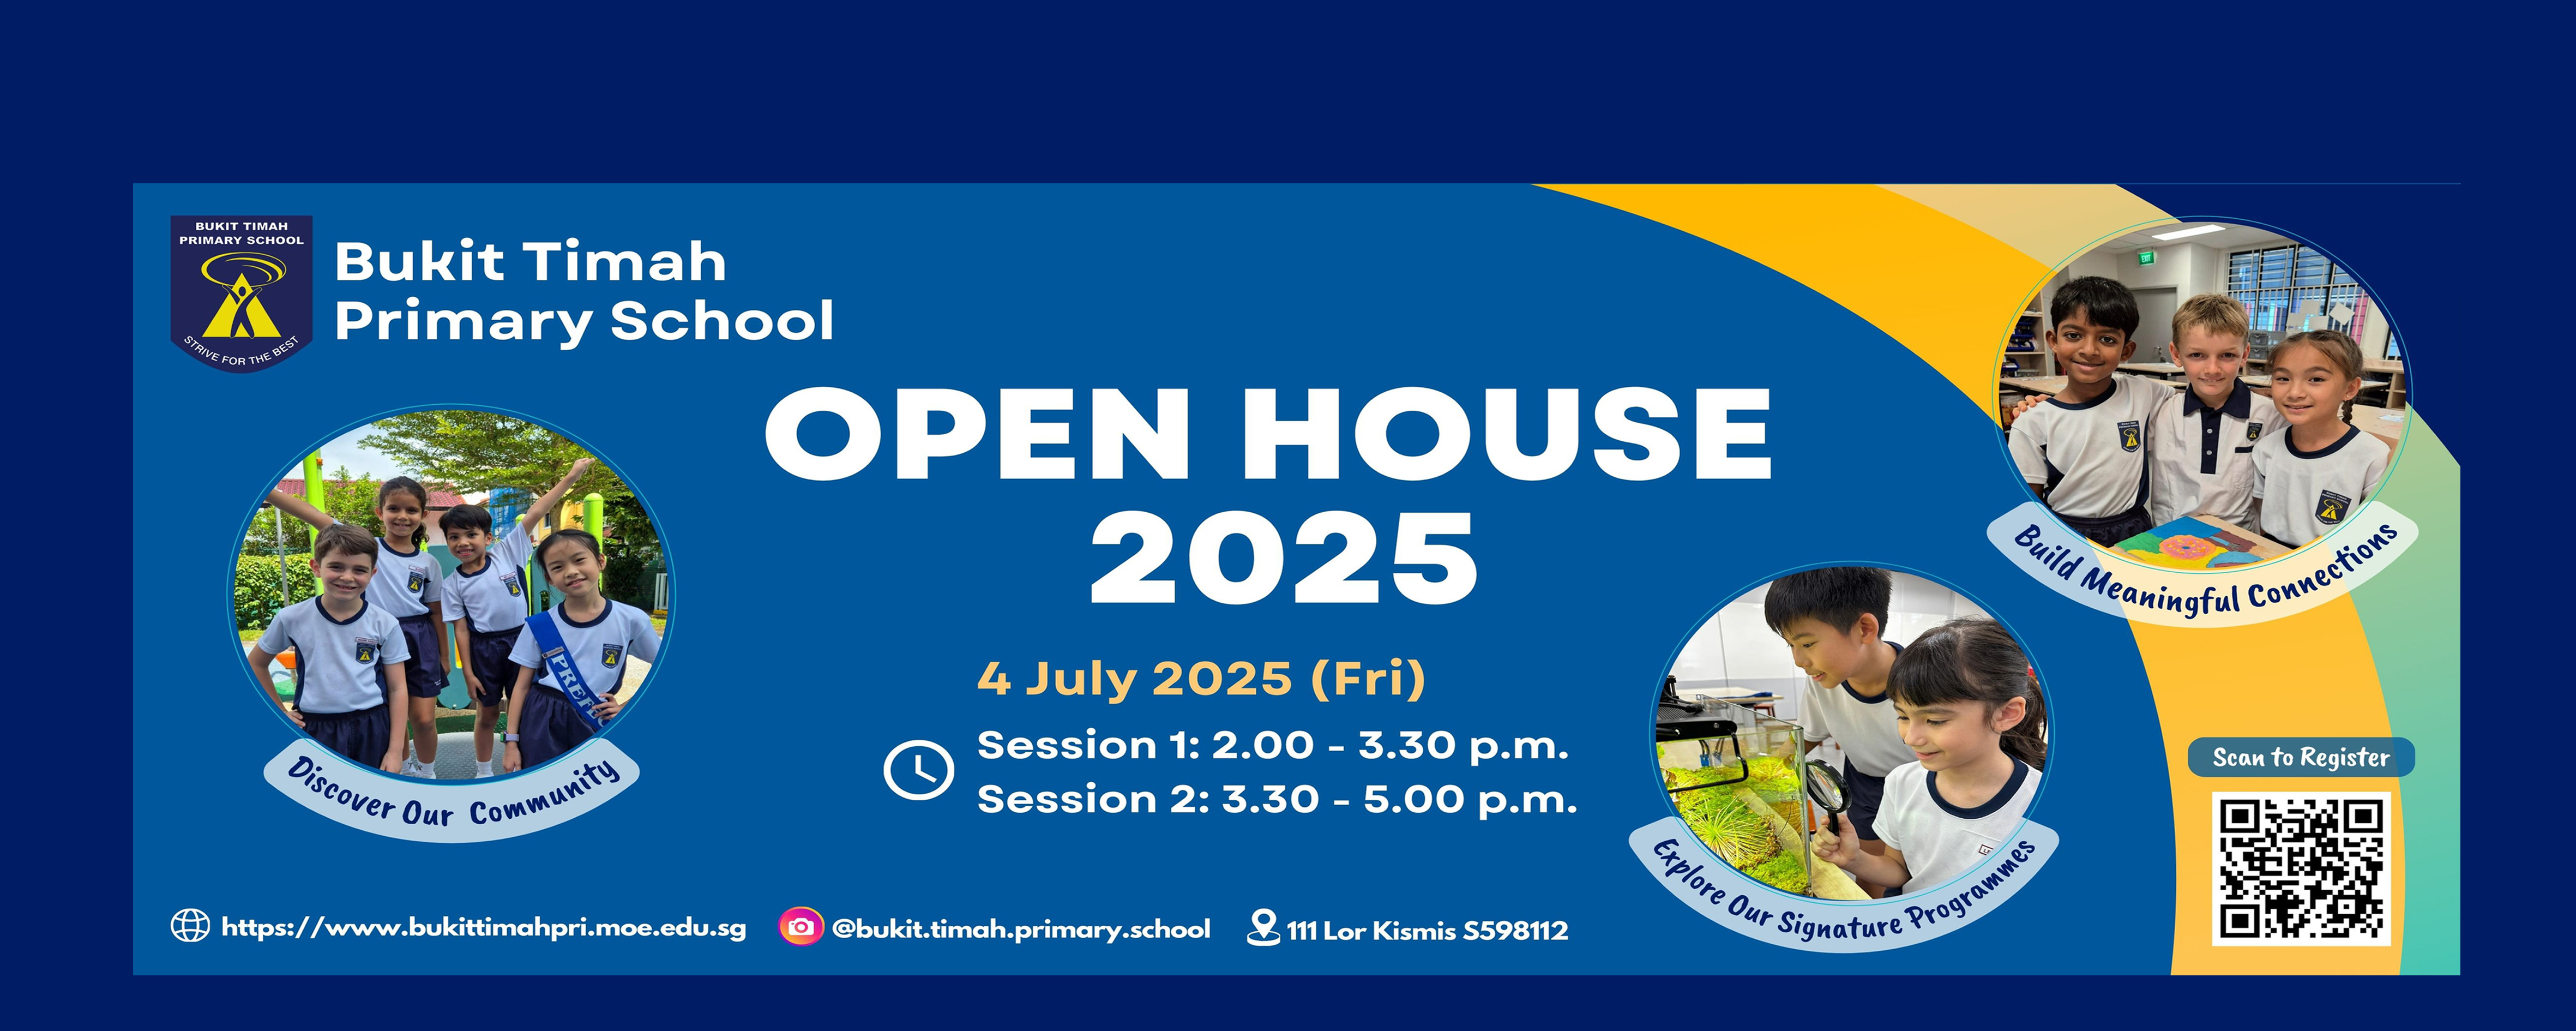 BUKIT TIMAH
PRIMARY SCHOOL
STRIVE FOR THE BEST
Bukit Timah
Primary School
OPEN HOUSE
2025
4 July 2025 (Fri)
Session 1: 2.00 - 3.30 p.m.
Session 2: 3.30 - 5.00 p.m.
Discover Our Community
Build Meaningful Connections
Explore Our Signature Programmes
Scan to Register
https://www.bukittimahpri.moe.edu.sg
@bukit.timah.primary.school
111 Lor Kismis S598112
EXIT